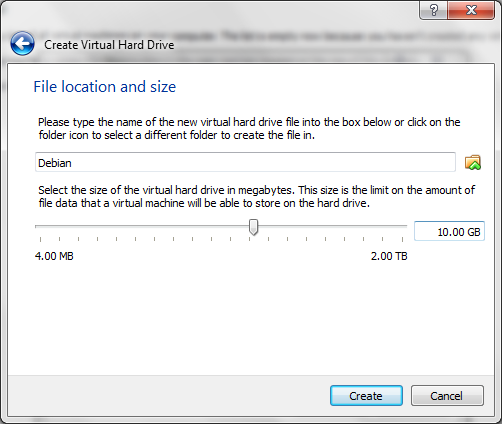 Create Virtual Hard Drive
File location and size
Please type the name of the new virtual hard drive file into the box below or click on the
folder icon to select a different folder to create the file in.
Debian
Select the size of the virtual hard drive in megabytes. This size is the limit on the amount of
file data that a virtual machine will be able to store on the hard drive.
10.00 GB
4.00 MB 2.00 TB
Create Cancel